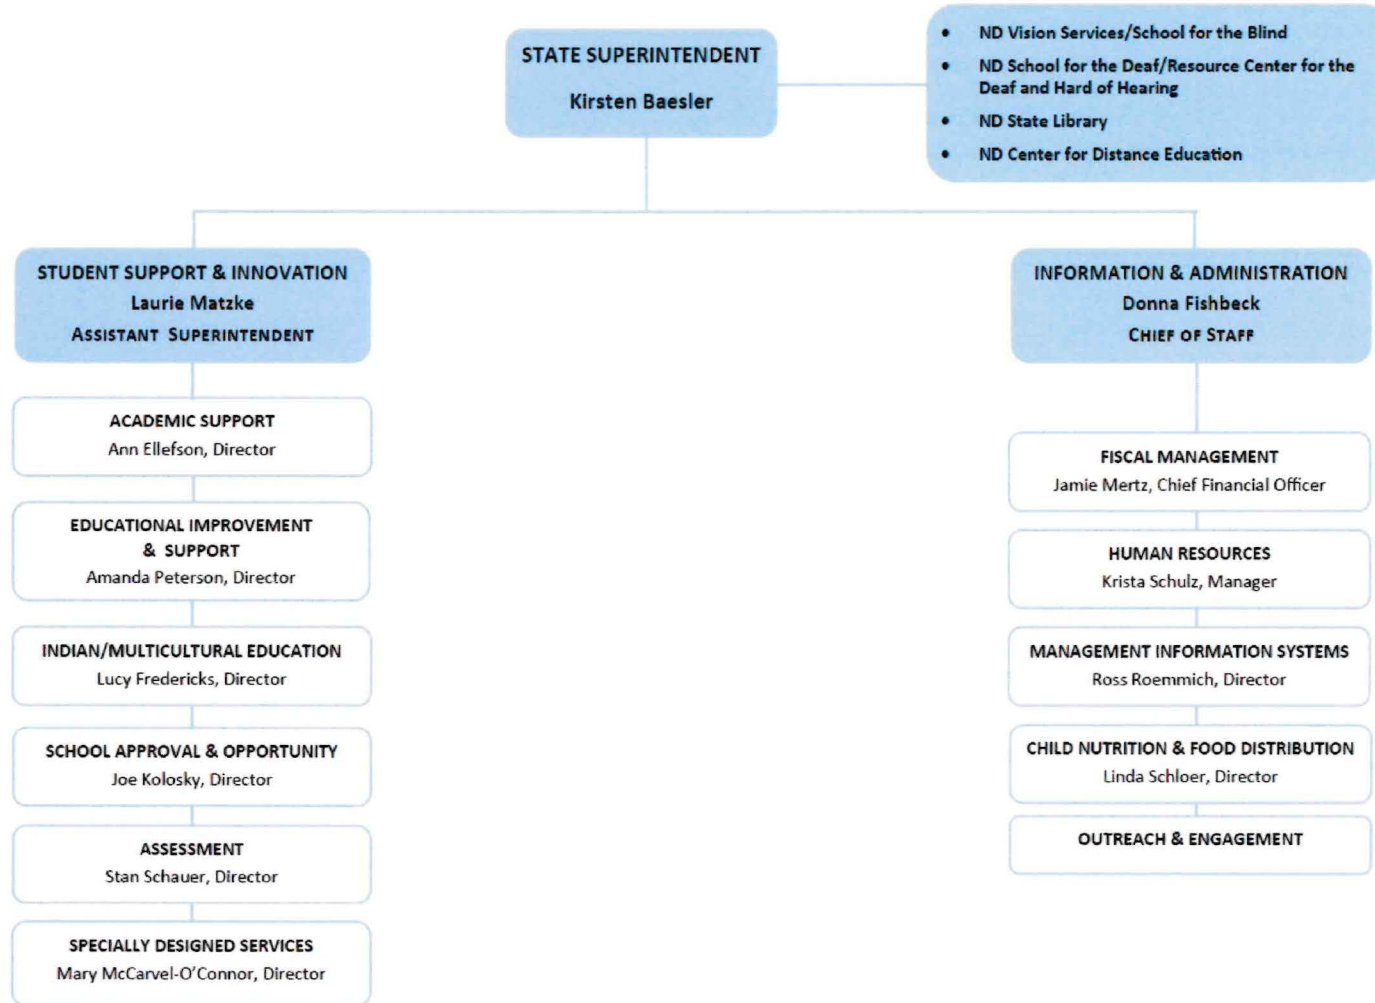 STATE SUPERINTENDENT
Kirsten Baesler
• ND Vision Services/School for the Blind
• ND School for the Deaf/Resource Center for the
Deaf and Hard of Hearing
• ND State Library
• ND Center for Distance Education
STUDENT SUPPORT & INNOVATION
Laurie Matzke
ASSISTANT SUPERINTENDENT
ACADEMIC SUPPORT
Ann Ellefson, Director
EDUCATIONAL IMPROVEMENT
& SUPPORT
Amanda Peterson, Director
INDIAN/MULTICULTURAL EDUCATION
Lucy Fredericks, Director
SCHOOL APPROVAL & OPPORTUNITY
Joe Kolosky, Director
ASSESSMENT
Stan Schauer, Director
SPECIALLY DESIGNED SERVICES
Mary McCarvel-O'Connor, Director
INFORMATION & ADMINISTRATION
Donna Fishbeck
CHIEF OF STAFF
FISCAL MANAGEMENT
Jamie Mertz, Chief Financial Officer
HUMAN RESOURCES
Krista Schulz, Manager
MANAGEMENT INFORMATION SYSTEMS
Ross Roemmich, Director
CHILD NUTRITION & FOOD DISTRIBUTION
Linda Schloer, Director
OUTREACH & ENGAGEMENT